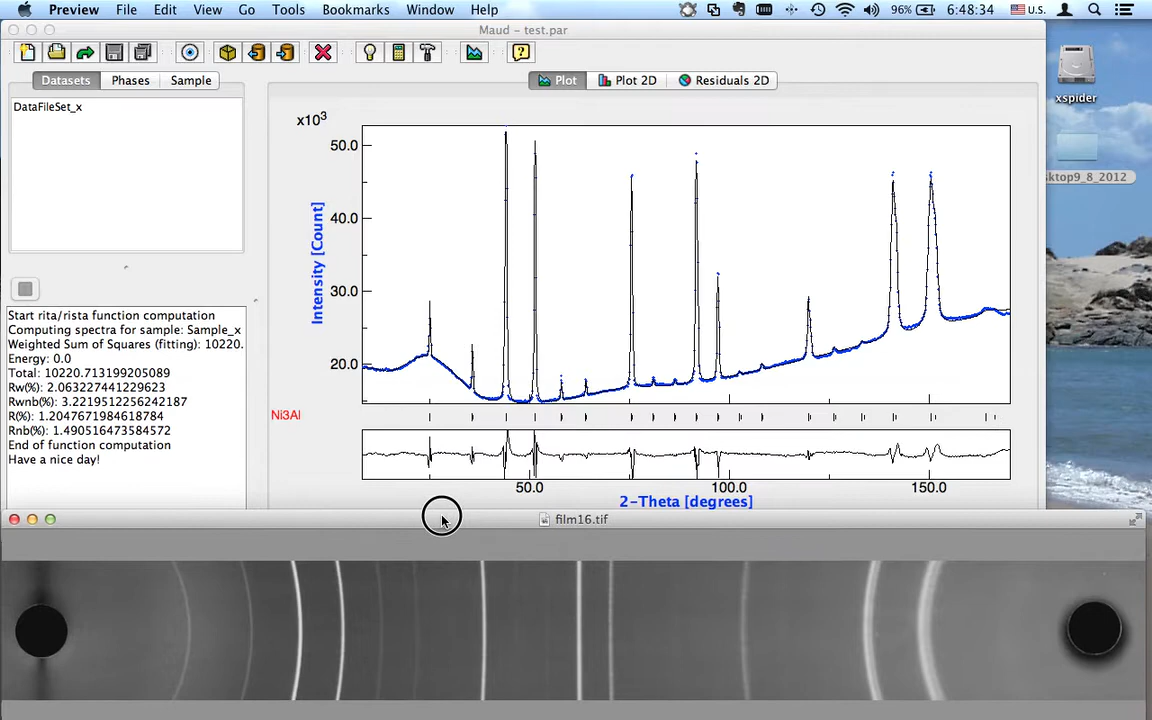 Preview File Edit View Go Tools Bookmarks Window Help 96% 6:48:34 U.S.
Maud - test.par
Datasets Phases Sample
Plot Plot 2D Residuals 2D
DataFileSet_x
xspider
sktop9_8_2012
x10³
50.0
40.0
30.0
20.0
Intensity [Count]
Start rita/rista function computation
Computing spectra for sample: Sample_x
Weighted Sum of Squares (fitting): 10220.
Energy: 0.0
Total: 10220.713199205089
Rw(%): 2.063227441229623
Rwnb(%): 3.2219512256242187
R(%): 1.2047671984618784
Rnb(%): 1.490516473584572
End of function computation
Have a nice day!
Ni3Al
50.0 100.0 150.0
2-Theta [degrees]
film16.tif